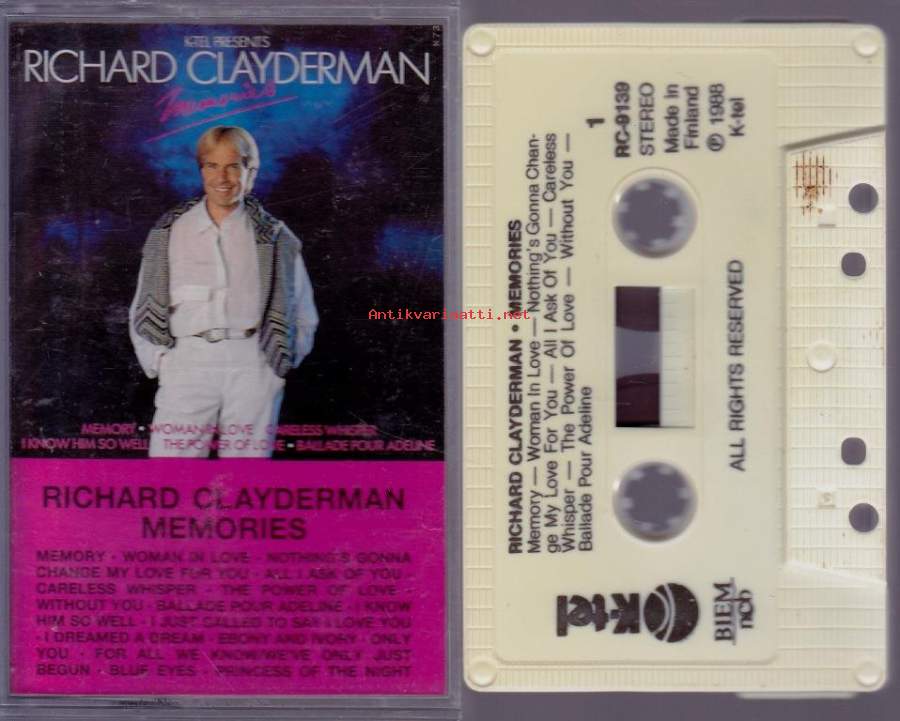 K-TEL PRESENTS
RICHARD CLAYDERMAN
Memories
K73
MEMORY • WOMAN IN LOVE CARELESS WHISPER
I KNOW HIM SO WELL THE POWER OF LOVE • BALLADE POUR ADELINE
RICHARD CLAYDERMAN
MEMORIES
MEMORY - WOMAN IN LOVE - NOTHING'S GONNA
CHANGE MY LOVE FOR YOU - ALL I ASK OF YOU -
CARELESS WHISPER - THE POWER OF LOVE -
WITHOUT YOU - BALLADE POUR ADELINE - I KNOW
HIM SO WELL - I JUST CALLED TO SAY I LOVE YOU
- I DREAMED A DREAM - EBONY AND IVORY - ONLY
YOU - FOR ALL WE KNOW/WE'VE ONLY JUST
BEGUN - BLUE EYES - PRINCESS OF THE NIGHT
Antikvariaatti.net
RICHARD CLAYDERMAN • MEMORIES
Memory — Woman In Love — Nothing's Gonna Chan-
ge My Love For You — All I Ask Of You — Careless
Whisper — The Power Of Love — Without You —
Ballade Pour Adeline
1
RC-9139
STEREO
Made in
Finland
℗ 1988
K-tel
ALL RIGHTS RESERVED
K-tel
BIEM
ncb